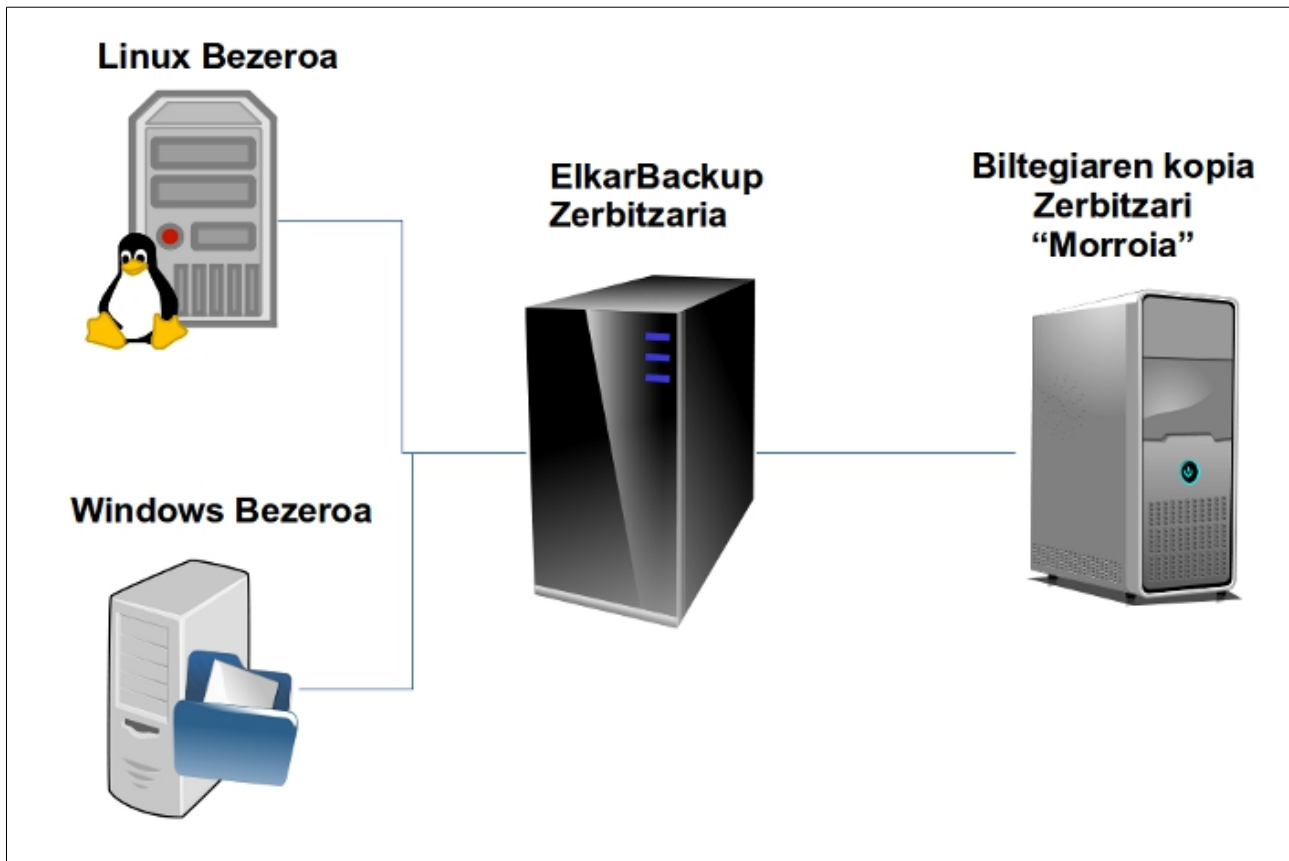 Linux Bezeroa
ElkarBackup
Zerbitzaria
Biltegiaren kopia
Zerbitzari
“Morroia”
Windows Bezeroa